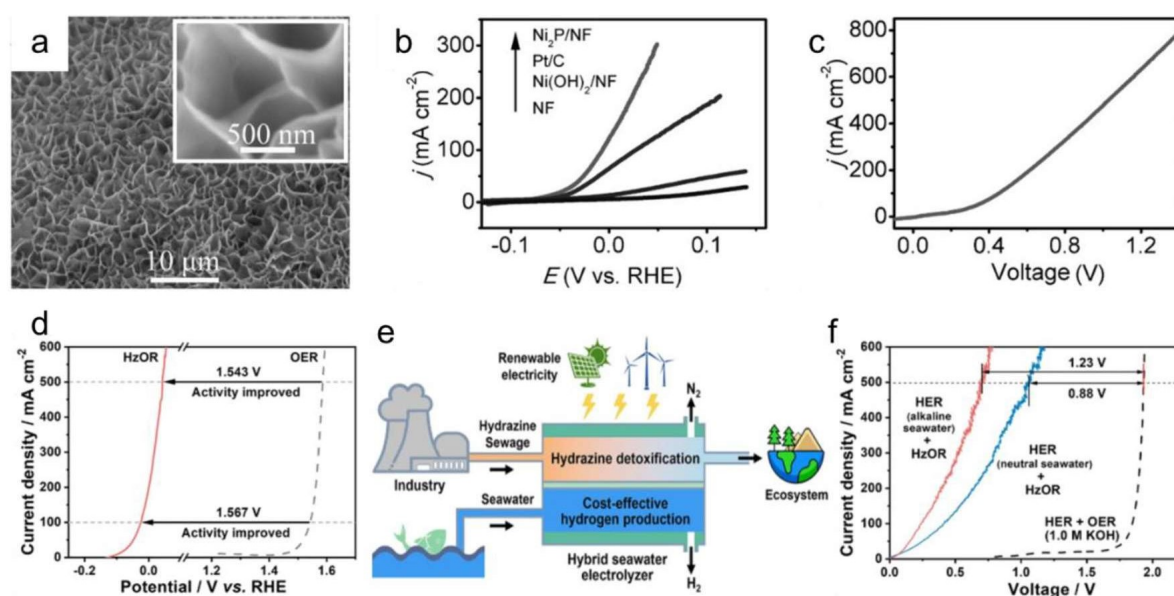 a
500 nm
10 μm
b
300
200
100
0
j (mA cm⁻²)
Ni₂P/NF
Pt/C
Ni(OH)₂/NF
NF
-0.1
0.0
0.1
E (V vs. RHE)
c
800
600
400
200
0
j (mA cm⁻²)
0.0
0.4
0.8
1.2
Voltage (V)
d
600
500
400
300
200
100
0
Current density / mA cm⁻²
HzOR
OER
1.543 V
Activity improved
1.567 V
Activity improved
-0.2
0.0
1.2
1.4
1.6
Potential / V vs. RHE
e
Renewable
electricity
N₂
Hydrazine
Sewage
Hydrazine detoxification
Industry
Ecosystem
Seawater
Cost-effective
hydrogen production
Hybrid seawater
electrolyzer
H₂
f
600
500
400
300
200
100
0
Current density / mA cm⁻²
1.23 V
0.88 V
HER
(alkaline
seawater)
+
HzOR
HER
(neutral seawater)
+
HzOR
HER + OER
(1.0 M KOH)
0.0
0.5
1.0
1.5
2.0
Voltage / V